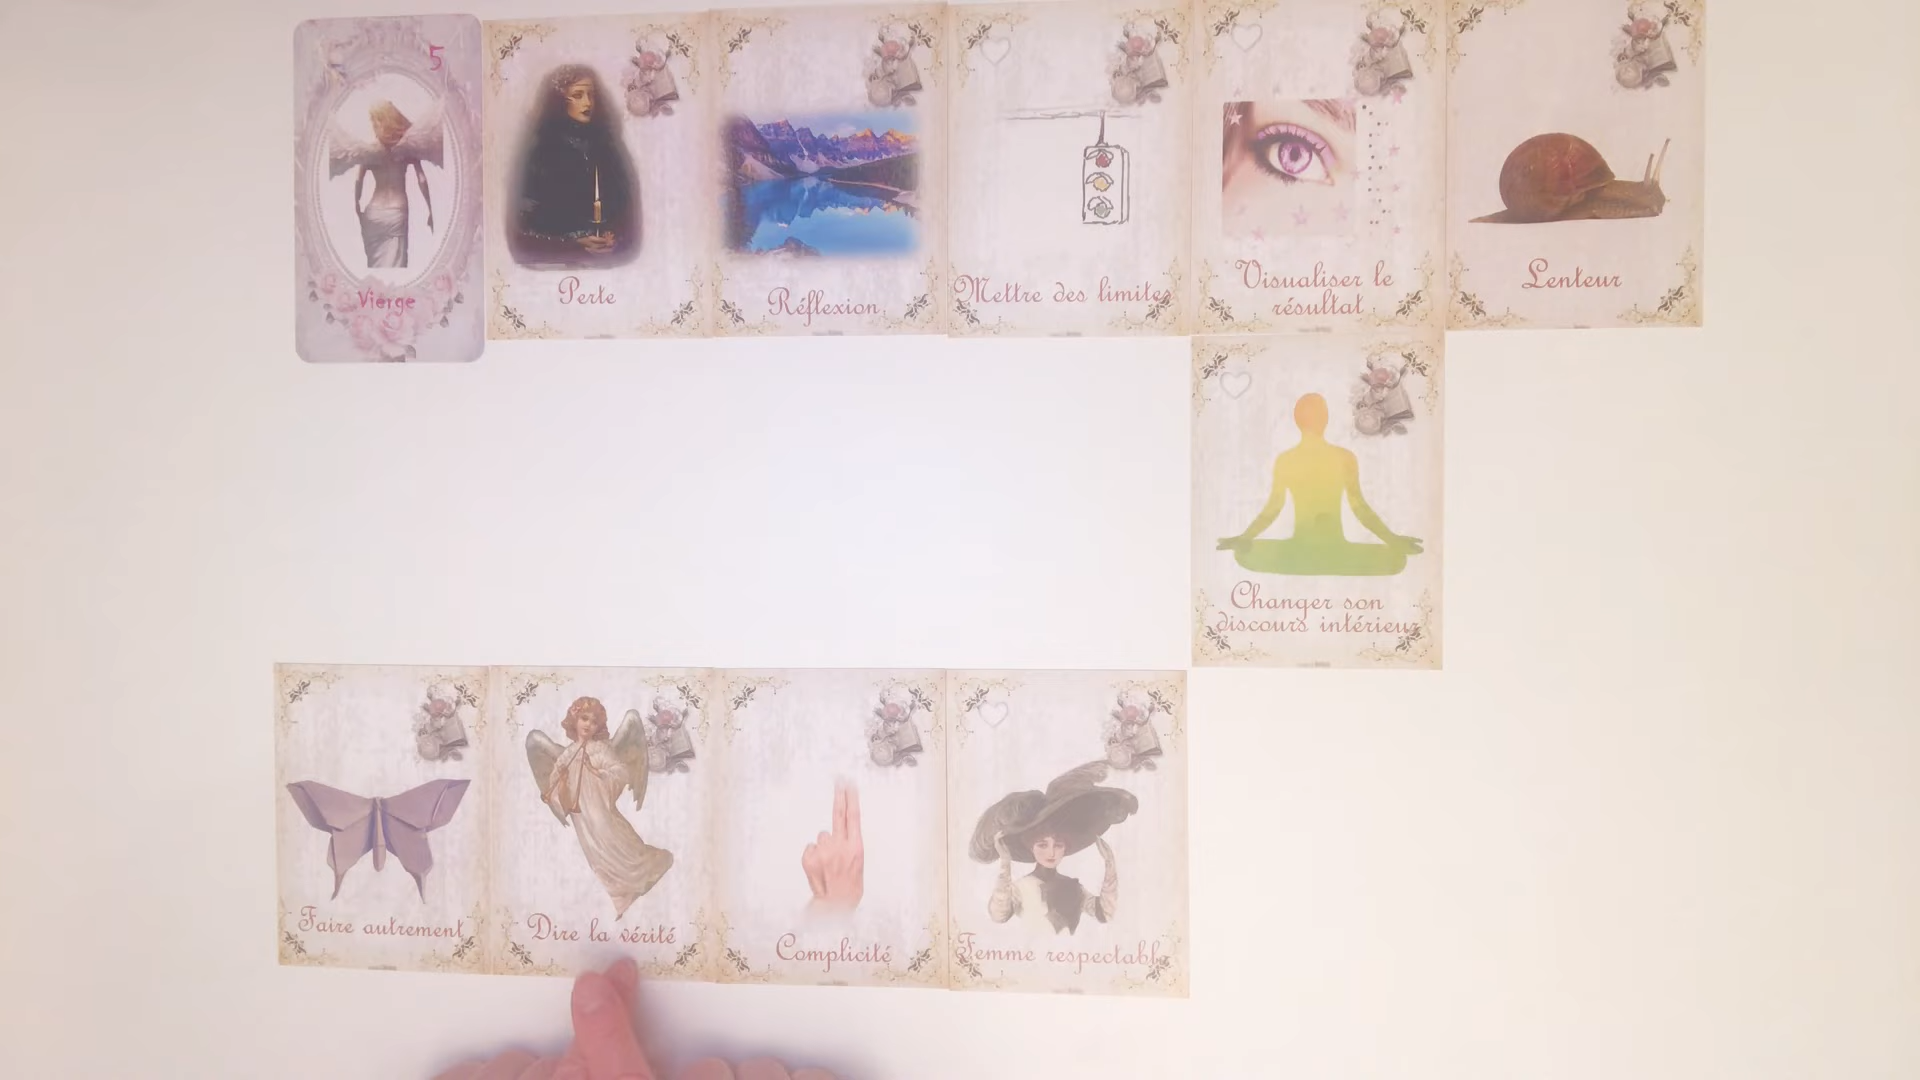 5
Vierge
Perte
Réflexion
Mettre des limites
Visualiser le
résultat
Lenteur
Changer son
discours intérieur
Faire autrement
Dire la vérité
Complicité
Femme respectable